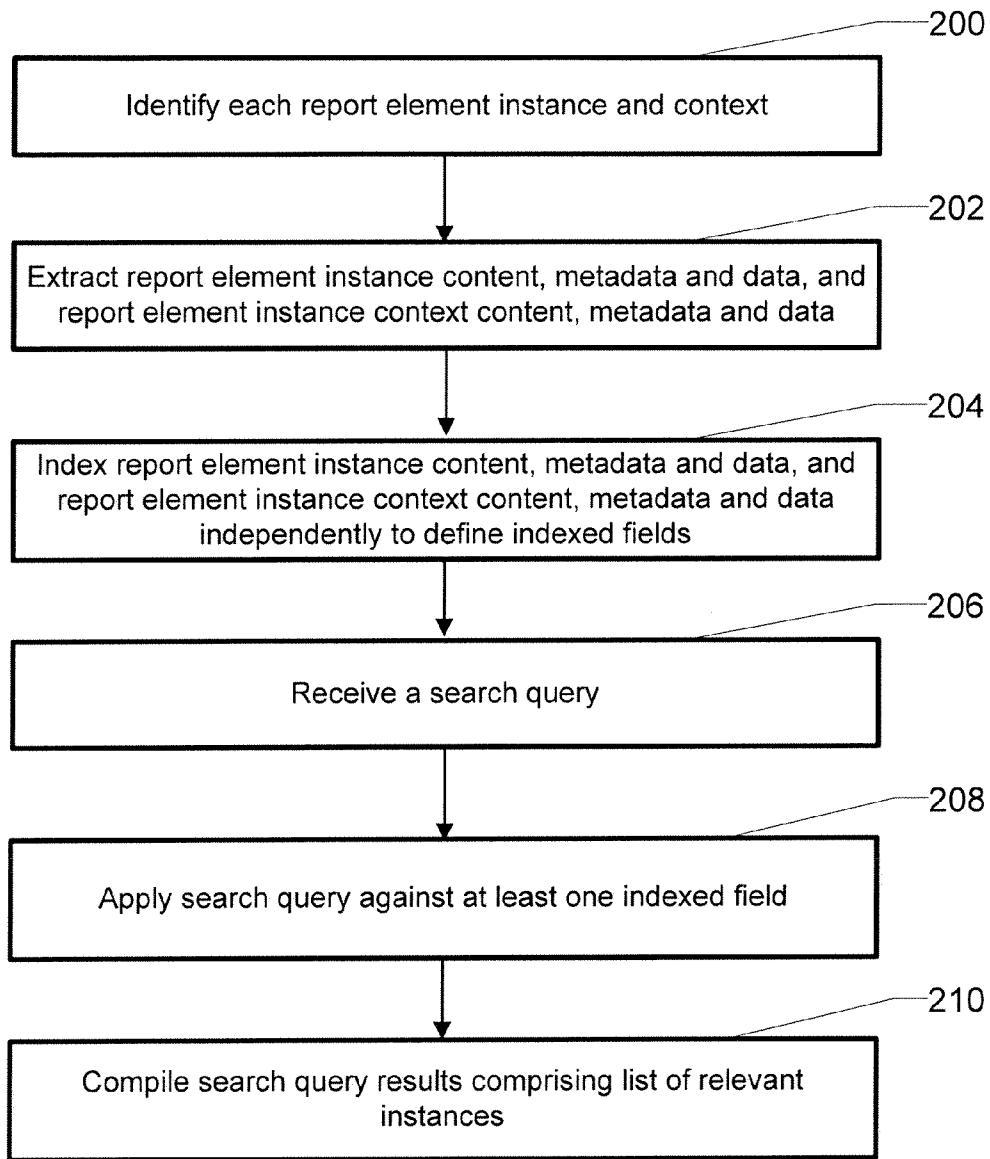 200
Identify each report element instance and context
202
Extract report element instance content, metadata and data, and
report element instance context content, metadata and data
204
Index report element instance content, metadata and data, and
report element instance context content, metadata and data
independently to define indexed fields
206
Receive a search query
208
Apply search query against at least one indexed field
210
Compile search query results comprising list of relevant
instances